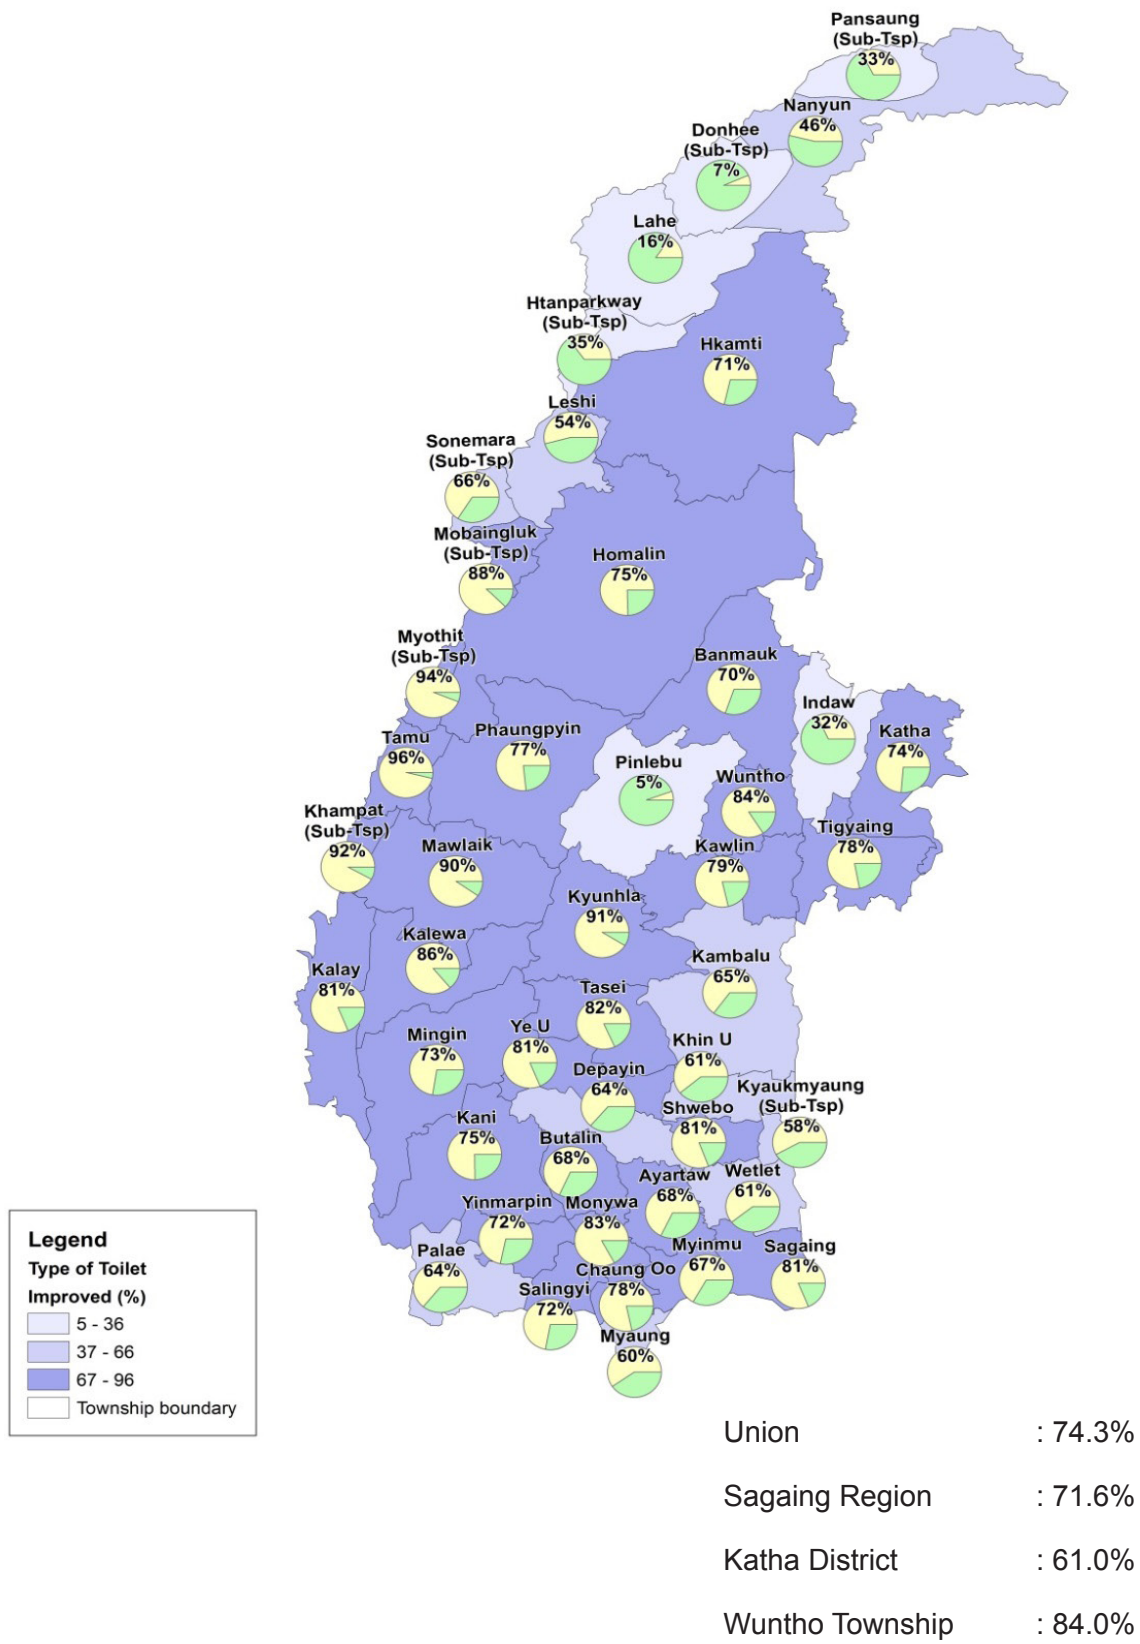 Pansaung
(Sub-Tsp)
33%
Nanyun
46%
Donhee
(Sub-Tsp)
7%
Lahe
16%
Htanparkway
(Sub-Tsp)
35%
Hkamti
71%
Leshi
54%
Sonemara
(Sub-Tsp)
66%
Mobaingluk
(Sub-Tsp)
88%
Homalin
75%
Myothit
(Sub-Tsp)
94%
Banmauk
70%
Indaw
32%
Katha
74%
Tamu
96%
Phaungpyin
77%
Pinlebu
5%
Wuntho
84%
Khampat
(Sub-Tsp)
92%
Mawlaik
90%
Kawlin
79%
Tigyaing
78%
Kyunhla
91%
Kalewa
86%
Kambalu
65%
Kalay
81%
Tasei
82%
Mingin
73%
Ye U
81%
Khin U
61%
Depayin
64%
Kyaukmyaung
(Sub-Tsp)
58%
Shwebo
81%
Kani
75%
Butalin
68%
Ayartaw
68%
Wetlet
61%
Yinmarpin
72%
Monywa
83%
Myinmu
67%
Sagaing
81%
Palae
64%
Salingyi
72%
Chaung Oo
78%
Myaung
60%
Legend
Type of Toilet
Improved (%)
5 - 36
37 - 66
67 - 96
Township boundary
Union : 74.3%
Sagaing Region : 71.6%
Katha District : 61.0%
Wuntho Township : 84.0%